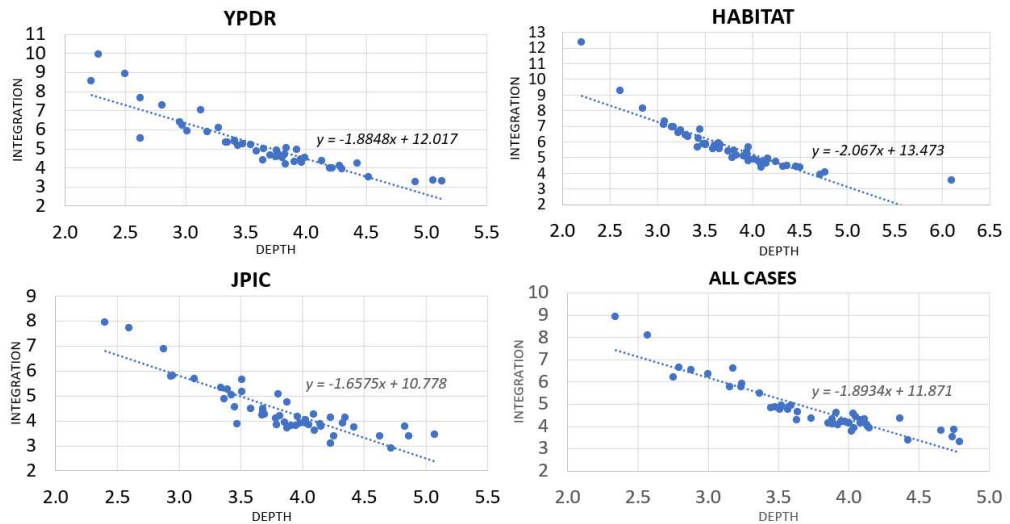 YPDR
11
10
9
8
7
6
5
4
3
2
INTEGRATION
y = -1.8848x + 12.017
2.0 2.5 3.0 3.5 4.0 4.5 5.0 5.5
DEPTH
HABITAT
13
12
11
10
9
8
7
6
5
4
3
2
INTEGRATION
y = -2.067x + 13.473
2.0 2.5 3.0 3.5 4.0 4.5 5.0 5.5 6.0 6.5
DEPTH
JPIC
9
8
7
6
5
4
3
2
INTEGRATION
y = -1.6575x + 10.778
2.0 2.5 3.0 3.5 4.0 4.5 5.0 5.5
DEPTH
ALL CASES
10
9
8
7
6
5
4
3
2
INTEGRATION
y = -1.8934x + 11.871
2.0 2.5 3.0 3.5 4.0 4.5 5.0
DEPTH